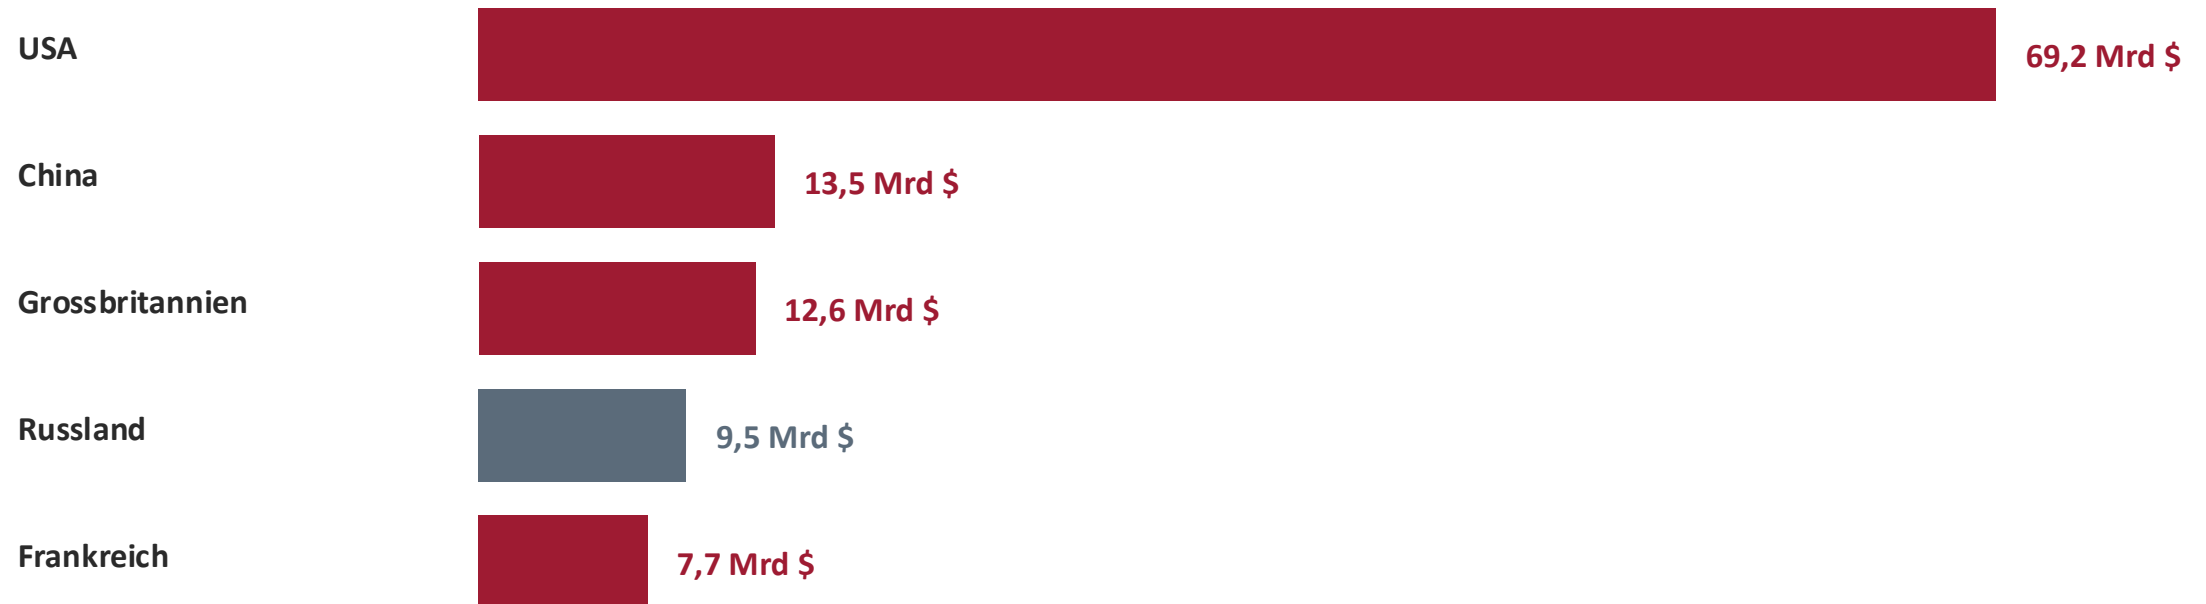 USA 69,2 Mrd $
China 13,5 Mrd $
Grossbritannien 12,6 Mrd $
Russland 9,5 Mrd $
Frankreich 7,7 Mrd $